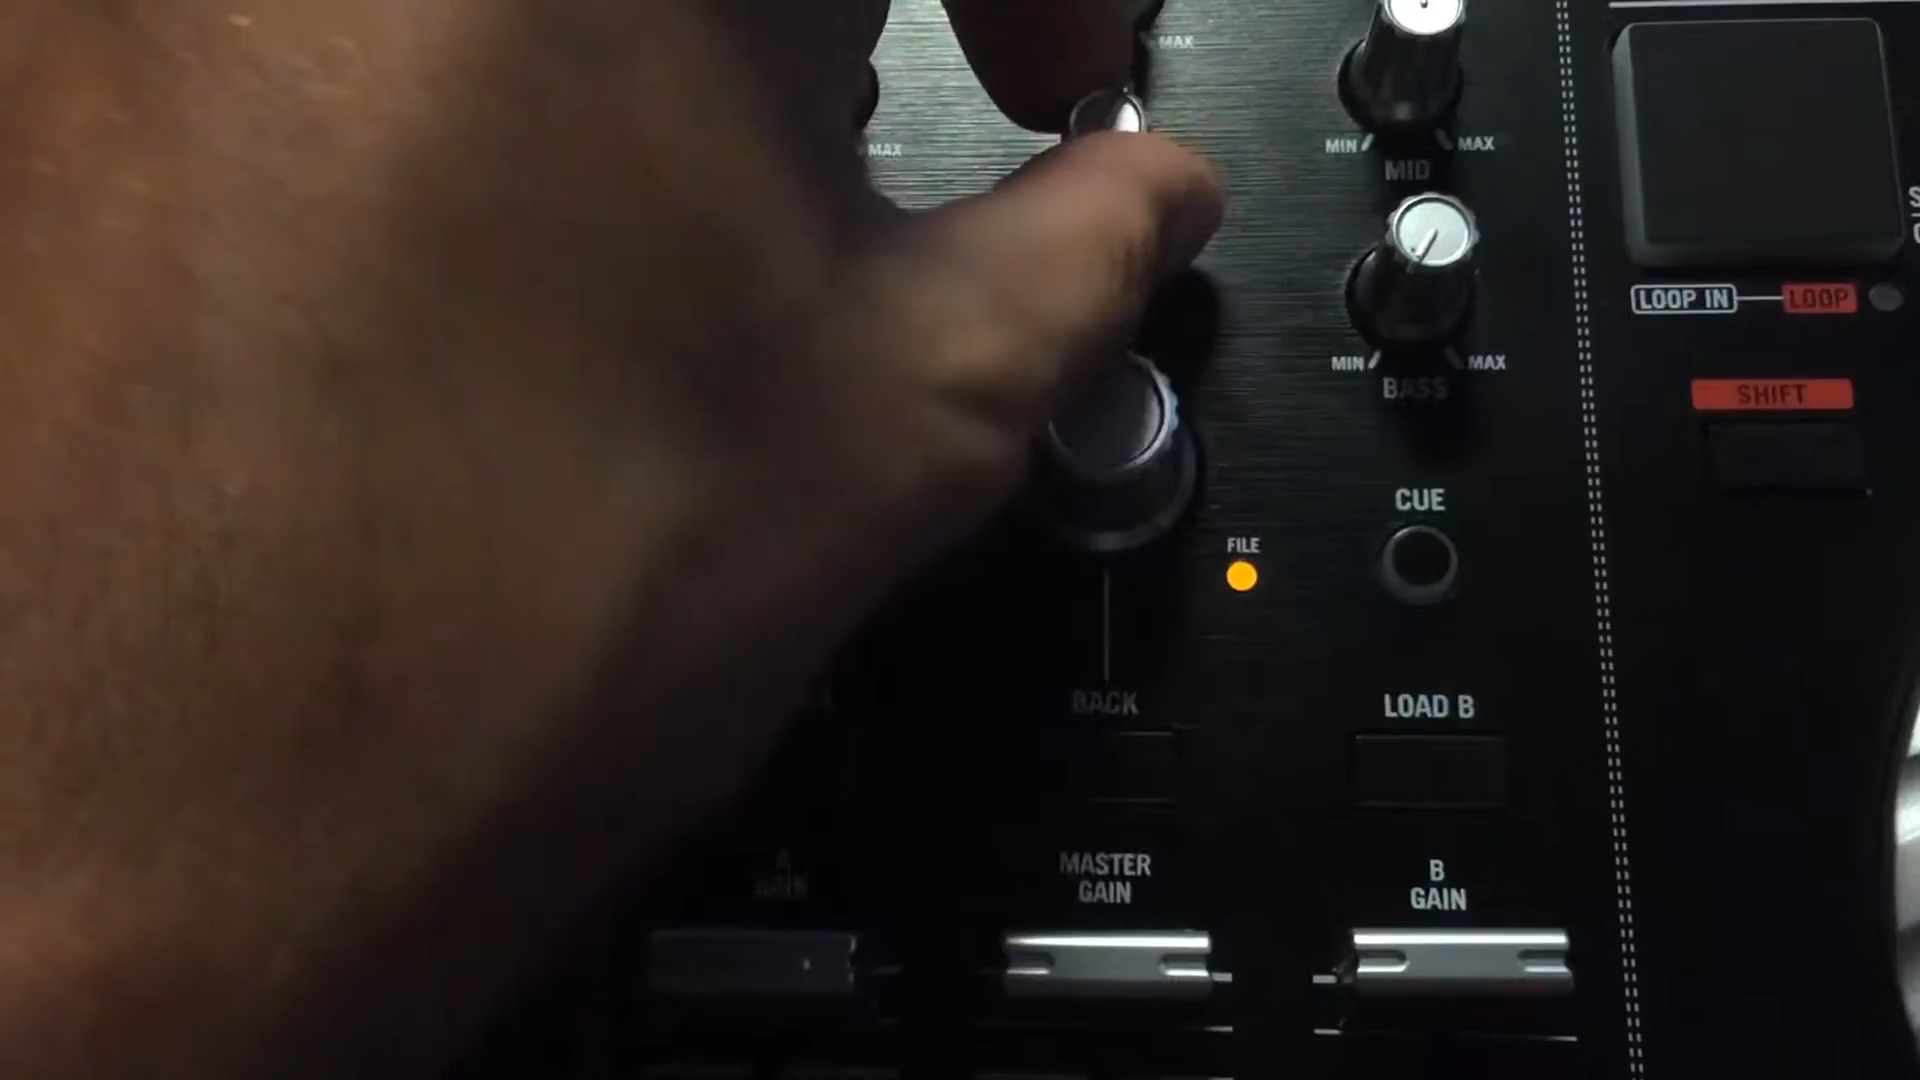 MAX
MAX
MIN MAX
MID
MIN MAX
BASS
LOOP IN LOOP
SHIFT
CUE
FILE
BACK
LOAD B
A
GAIN
MASTER
GAIN
B
GAIN